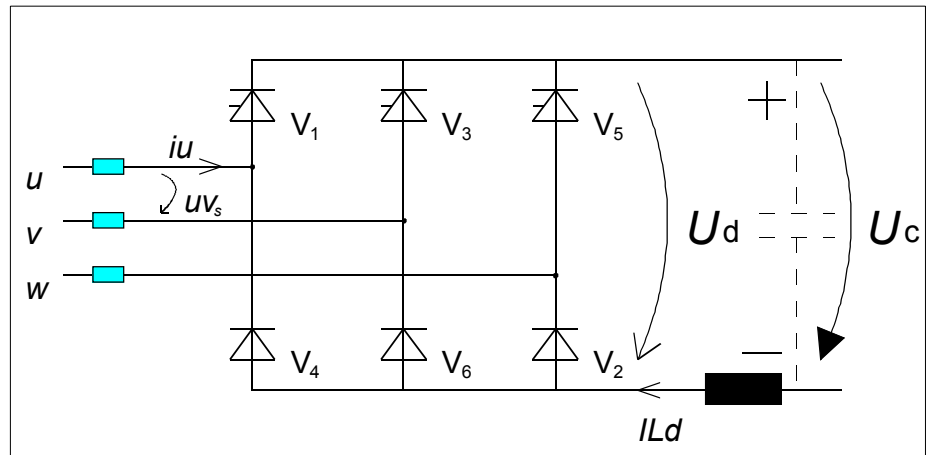 V₁ V₃ V₅
+
iu
u
uvₛ
v
Ud
Uc
w
V₄ V₆ V₂
—
ILd